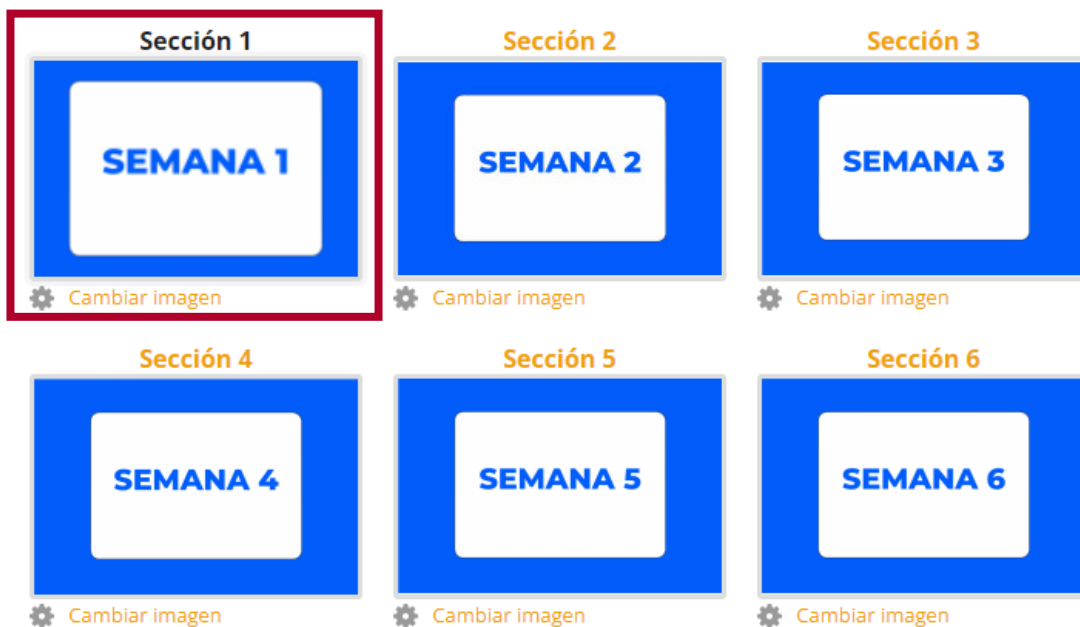 Sección 1
SEMANA 1
Cambiar imagen
Sección 2
SEMANA 2
Cambiar imagen
Sección 3
SEMANA 3
Cambiar imagen
Sección 4
SEMANA 4
Cambiar imagen
Sección 5
SEMANA 5
Cambiar imagen
Sección 6
SEMANA 6
Cambiar imagen